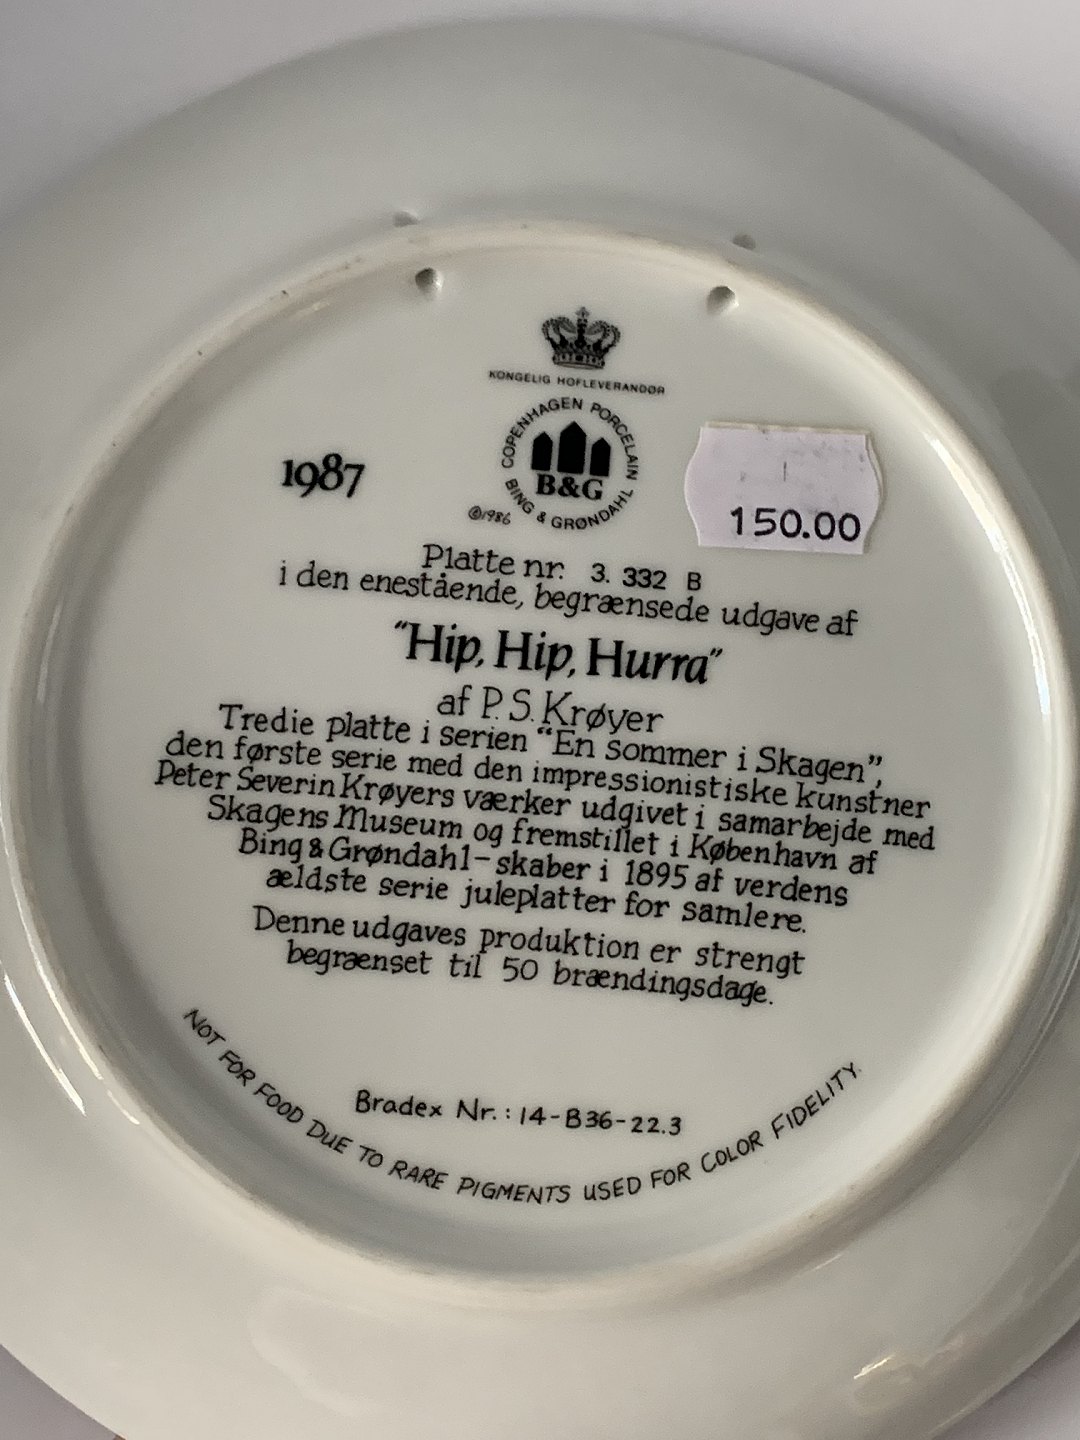 KONGELIG HOFLEVERANDØR
COPENHAGEN PORCELAIN
B&G
BING & GRØNDAHL
©1986
1987
150.00
Platte nr. 3. 332 B
i den enestående, begrænsede udgave af
"Hip, Hip, Hurra"
af P. S. Krøyer
Tredie platte i serien "En sommer i Skagen",
den første serie med den impressionistiske kunstner
Peter Severin Krøyers værker udgivet i samarbejde med
Skagens Museum og fremstillet i København af
Bing & Grøndahl - skaber i 1895 af verdens
ældste serie juleplatter for samlere.
Denne udgaves produktion er strengt
begrænset til 50 brændingsdage.
Bradex Nr.: 14-B36-22.3
NOT FOR FOOD DUE TO RARE PIGMENTS USED FOR COLOR FIDELITY.